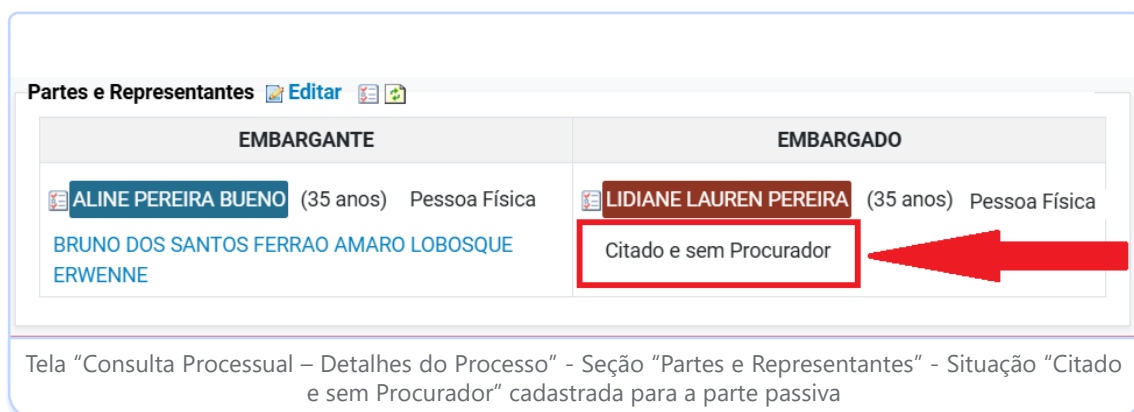 Partes e Representantes Editar
EMBARGANTE EMBARGADO
ALINE PEREIRA BUENO (35 anos) Pessoa Física LIDIANE LAUREN PEREIRA (35 anos) Pessoa Física
BRUNO DOS SANTOS FERRAO AMARO LOBOSQUE
ERWENNE
Citado e sem Procurador
Tela “Consulta Processual – Detalhes do Processo” - Seção “Partes e Representantes” - Situação “Citado
e sem Procurador” cadastrada para a parte passiva